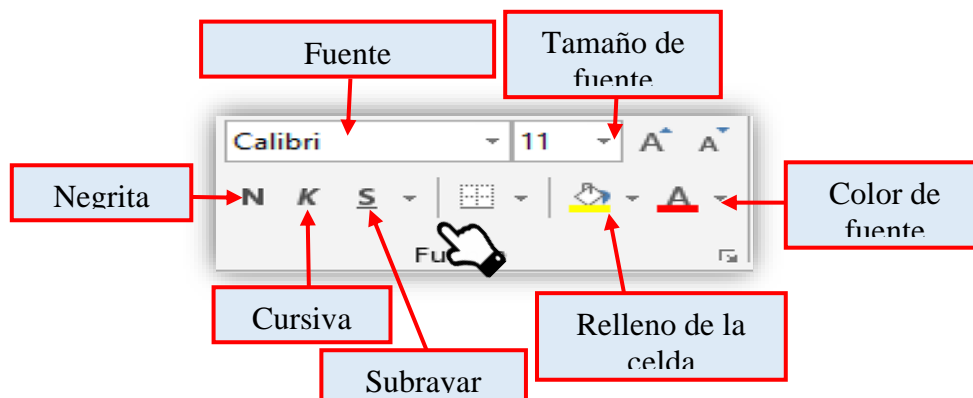 Fuente
Tamaño de
fuente
Calibri
11
A A
Negrita
N K S
A
Color de
fuente
Fu
Cursiva
Relleno de la
celda
Subrayar